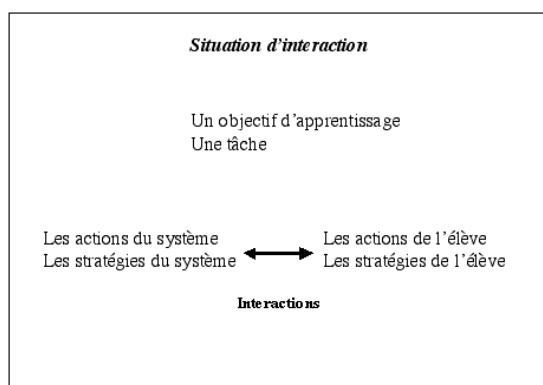 Situation d'interaction
Un objectif d'apprentissage
Une tâche
Les actions du système
Les stratégies du système
Les actions de l'élève
Les stratégies de l'élève
Interactions